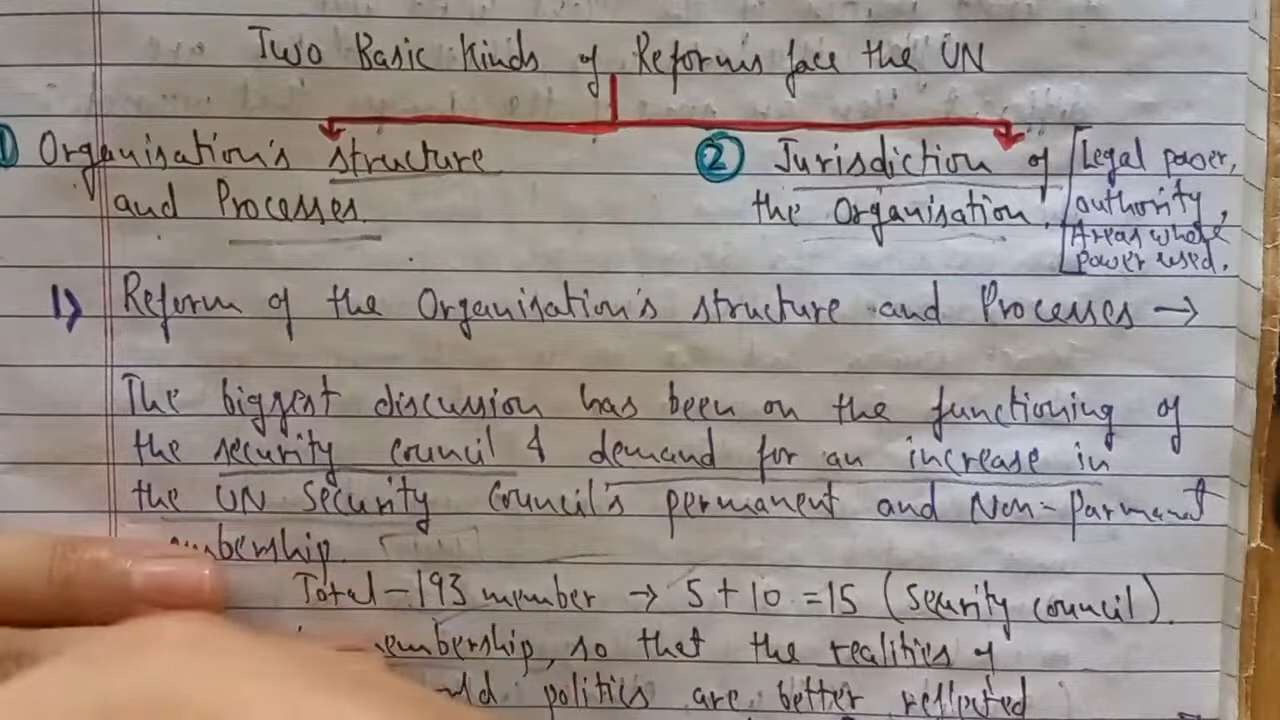 Two Basic Kinds of Reforms face the UN
1 Organisation's structure
and Processes.
2 Jurisdiction of
the Organisation.
Legal power,
authority,
Areas where
power used.
1) Reform of the Organisation's structure and Processes →
The biggest discussion has been on the functioning of
the security council & demand for an increase in
the UN Security Council's permanent and Non-Parmanent
membership.
Total - 193 member → 5 + 10 = 15 (Security council).
membership, so that the realities of
politics are better reflected